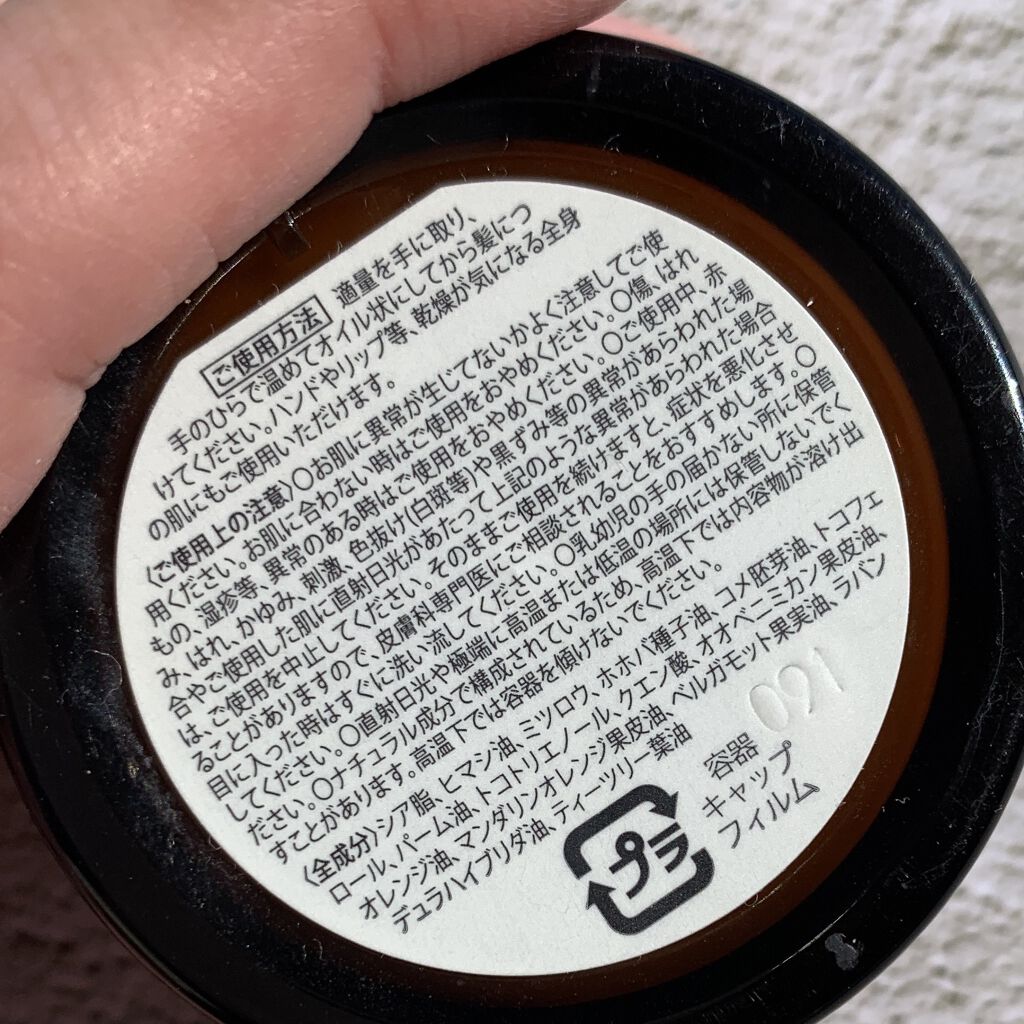 ご使用方法 適量を手に取り、
手のひらで温めてオイル状にしてから髪につ
けてください。ハンドやリップ等、乾燥が気になる全身
の肌にもご使用いただけます。
〈ご使用上の注意〉〇お肌に異常が生してないかよく注意してご使
用ください。お肌に合わない時はご使用をおやめください。〇傷、はれ
もの、湿疹等、異常のある時はご使用をおやめください。〇ご使用中、赤
み、はれ、かゆみ、刺激、色抜け(白斑等)や黒ずみ等の異常があらわれた場
合やご使用した肌に直射日光があたって上記のような異常があらわれた場合
は、ご使用を中止してください。そのままご使用を続けますと、症状を悪化させ
ることがありますので、皮膚科専門医にご相談されることをおすすめします。〇
目に入った時はすぐに洗い流してください。〇乳幼児の手の届かない所に保管
してください。〇直射日光や極端に高温または低温の場所には保管しないでく
ださい。〇ナチュラル成分で構成されているため、高温下では内容物が溶け出
すことがあります。高温下では容器を傾けないでください。
〈全成分〉シア脂、ヒマシ油、ミツロウ、ホホバ種子油、コメ胚芽油、トコフェ
ロール、パーム油、トコトリエノール、クエン酸、オオベニミカン果皮油、
オレンジ油、マンダリンオレンジ果皮油、ベルガモット果実油、ラバン
デュラハイブリダ油、ティーツリー葉油
091
プラ
容器
キャップ
フィルム